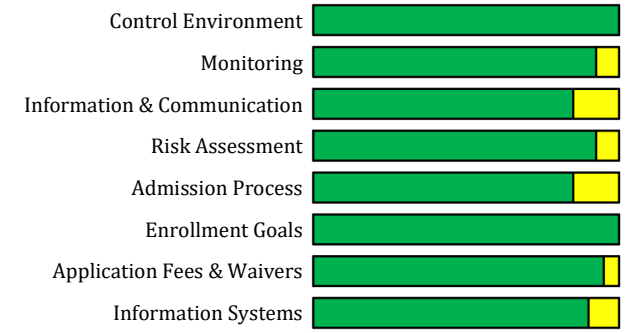 Control Environment
Monitoring
Information & Communication
Risk Assessment
Admission Process
Enrollment Goals
Application Fees & Waivers
Information Systems